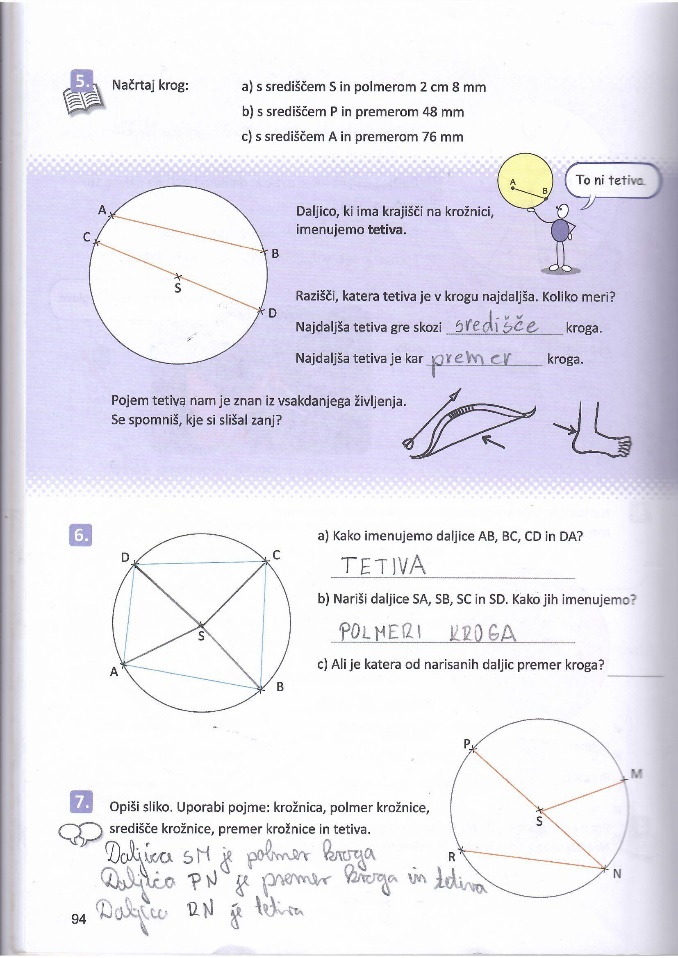 5. Načrtaj krog: a) s središčem S in polmerom 2 cm 8 mm
b) s središčem P in premerom 48 mm
c) s središčem A in premerom 76 mm
A B
To ni tetiva.
A
C
B
S
D
Daljico, ki ima krajišči na krožnici,
imenujemo tetiva.
Razišči, katera tetiva je v krogu najdaljša. Koliko meri?
Najdaljša tetiva gre skozi središče kroga.
Najdaljša tetiva je kar premer kroga.
Pojem tetiva nam je znan iz vsakdanjega življenja.
Se spomniš, kje si slišal zanj?
6.
D C
S
A
B
a) Kako imenujemo daljice AB, BC, CD in DA?
TETIVA
b) Nariši daljice SA, SB, SC in SD. Kako jih imenujemo?
POLMERI KROGA
c) Ali je katera od narisanih daljic premer kroga?
P
M
S
R
N
7. Opiši sliko. Uporabi pojme: krožnica, polmer krožnice,
središče krožnice, premer krožnice in tetiva.
Daljica SM je polmer kroga
Daljica PN je premer kroga in tetiva
Daljica RN je tetiva
94